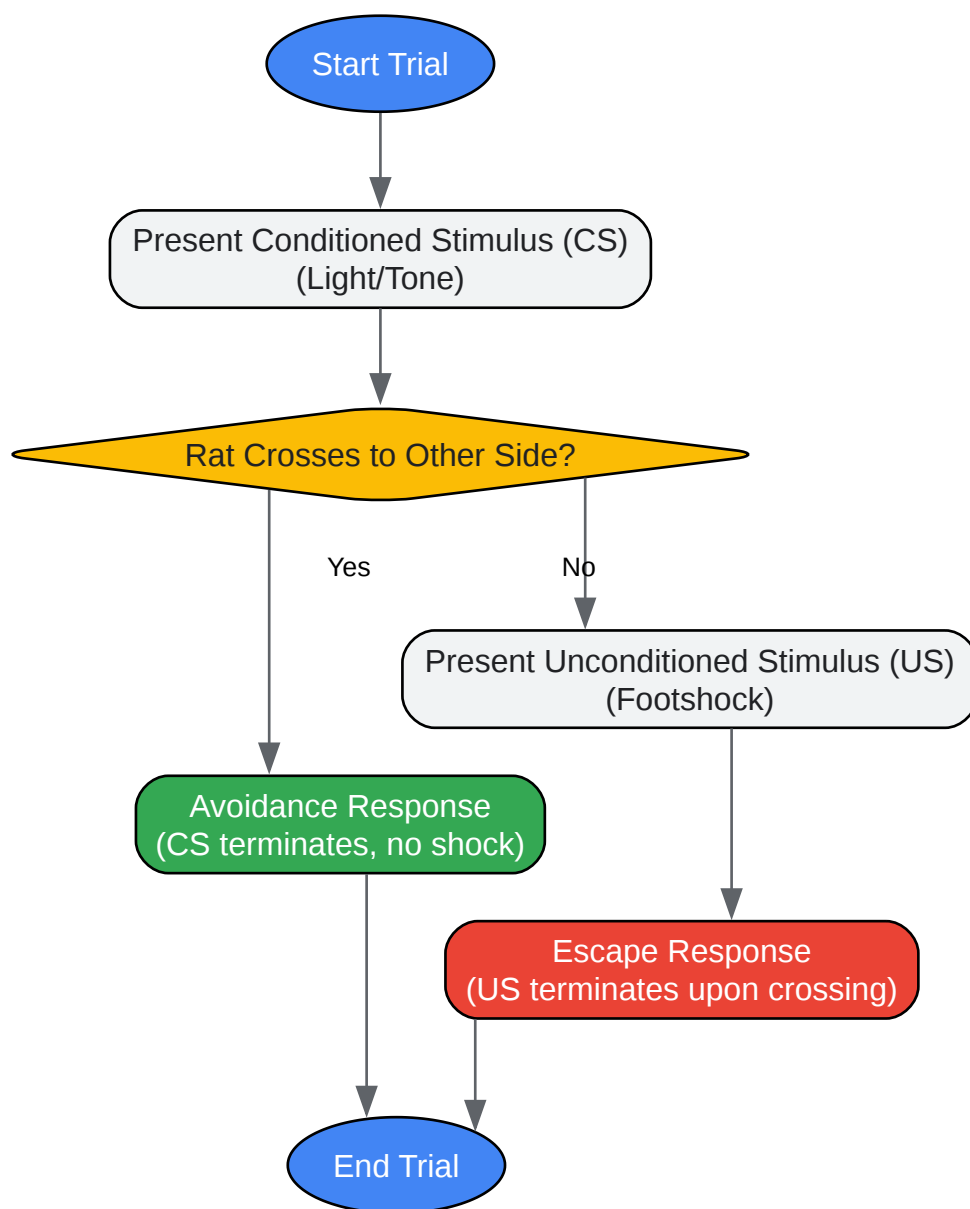 Start Trial
Present Conditioned Stimulus (CS)
(Light/Tone)
Rat Crosses to Other Side?
Yes
No
Present Unconditioned Stimulus (US)
(Footshock)
Avoidance Response
(CS terminates, no shock)
Escape Response
(US terminates upon crossing)
End Trial